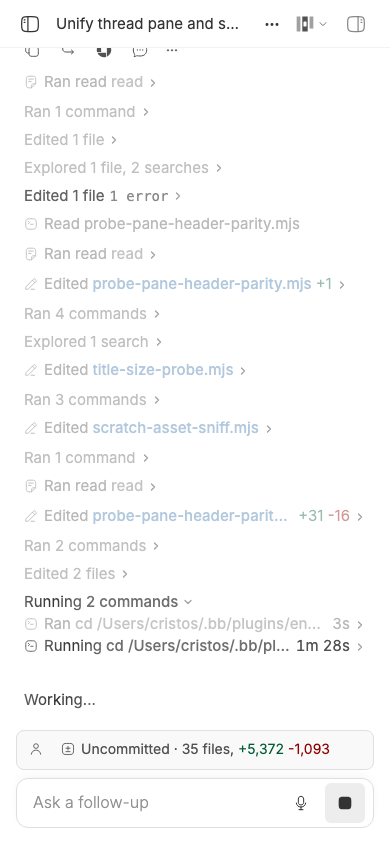 Unify thread pane and s...
Ran read read
Ran 1 command
Edited 1 file
Explored 1 file, 2 searches
Edited 1 file 1 error
Read probe-pane-header-parity.mjs
Ran read read
Edited probe-pane-header-parity.mjs +1
Ran 4 commands
Explored 1 search
Edited title-size-probe.mjs
Ran 3 commands
Edited scratch-asset-sniff.mjs
Ran 1 command
Ran read read
Edited probe-pane-header-parit... +31 -16
Ran 2 commands
Edited 2 files
Running 2 commands
Ran cd /Users/cristos/.bb/plugins/en... 3s
Running cd /Users/cristos/.bb/pl... 1m 28s
Working...
Uncommitted · 35 files, +5,372 -1,093
Ask a follow-up